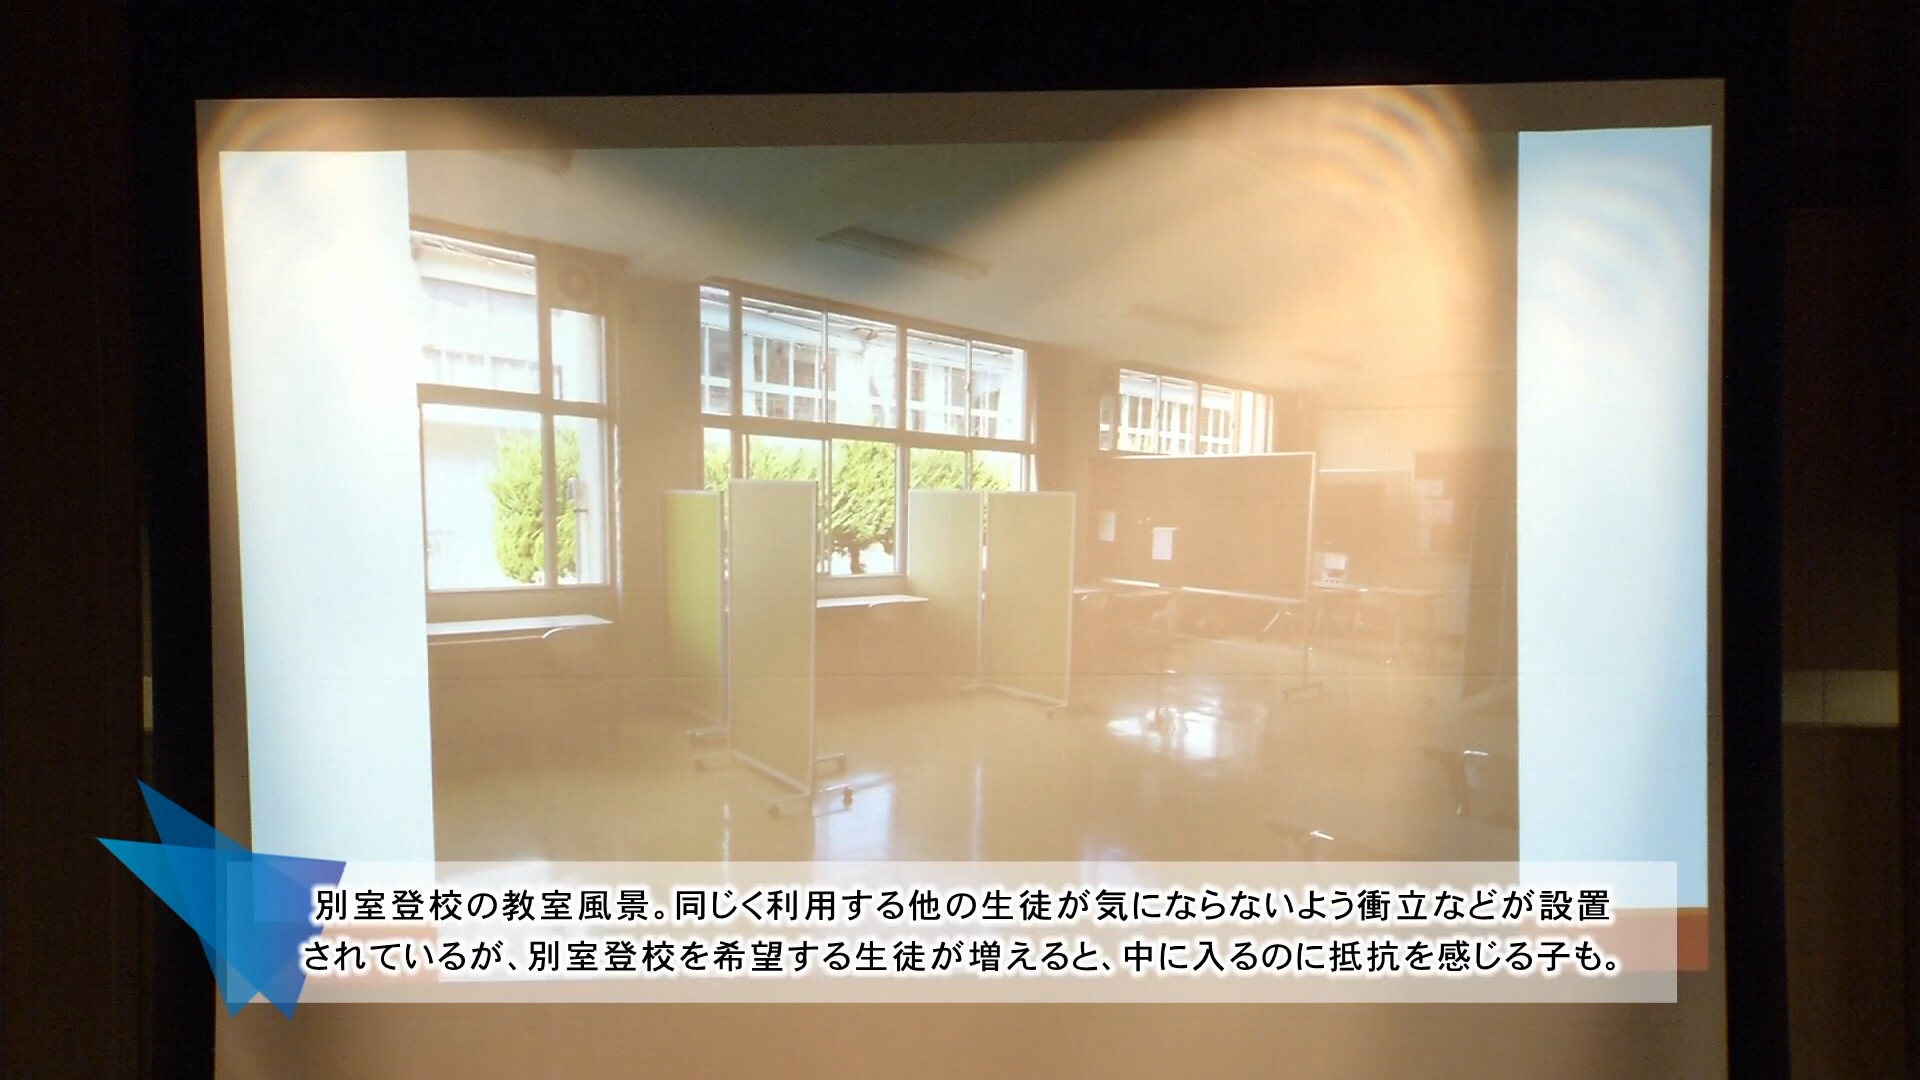 別室登校の教室風景。同じく利用する他の生徒が気にならないよう衝立などが設置
されているが、別室登校を希望する生徒が増えると、中に入るのに抵抗を感じる子も。